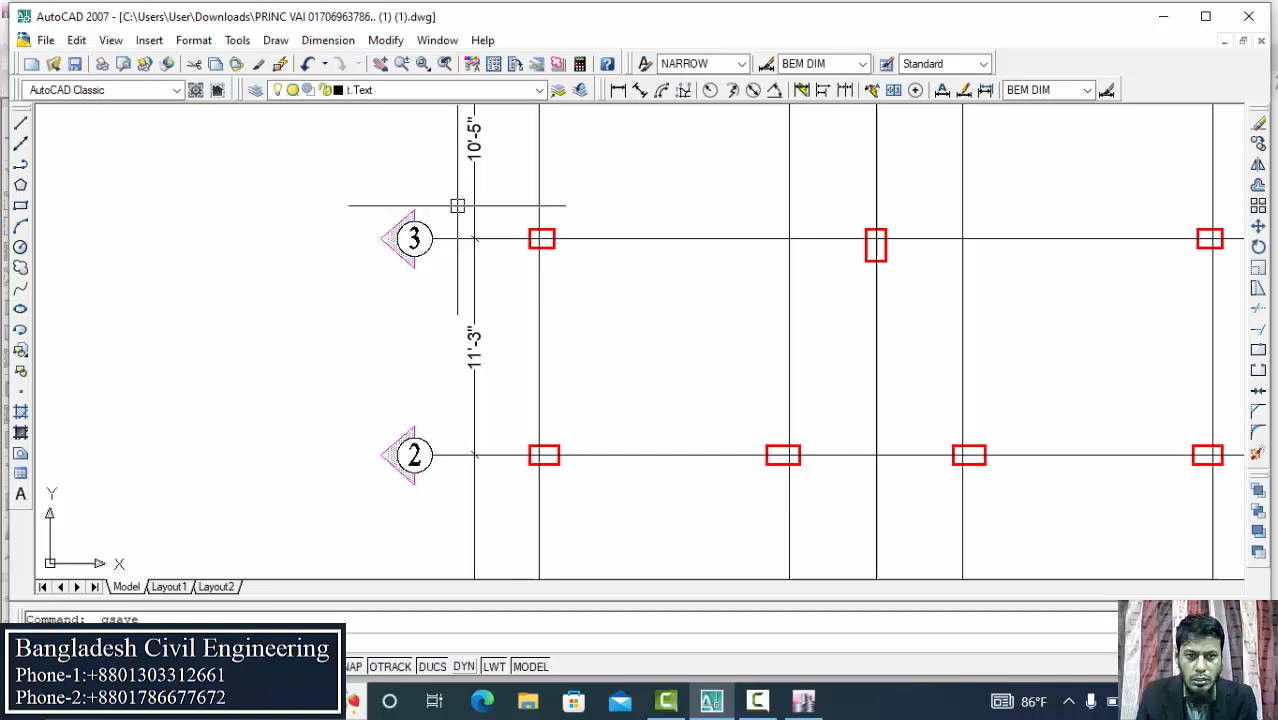 AutoCAD 2007 - [C:\Users\User\Downloads\PRINC VAI 01706963786.. (1) (1).dwg]
File Edit View Insert Format Tools Draw Dimension Modify Window Help
NARROW BEM DIM Standard
AutoCAD Classic t.Text BEM DIM
10'-5"
3
11'-3"
2
Y
X
Model Layout1 Layout2
Command: _qsave
Bangladesh Civil Engineering
Phone-1:+8801303312661
Phone-2:+8801786677672
OTRACK DUCS DYN LWT MODEL
86°F